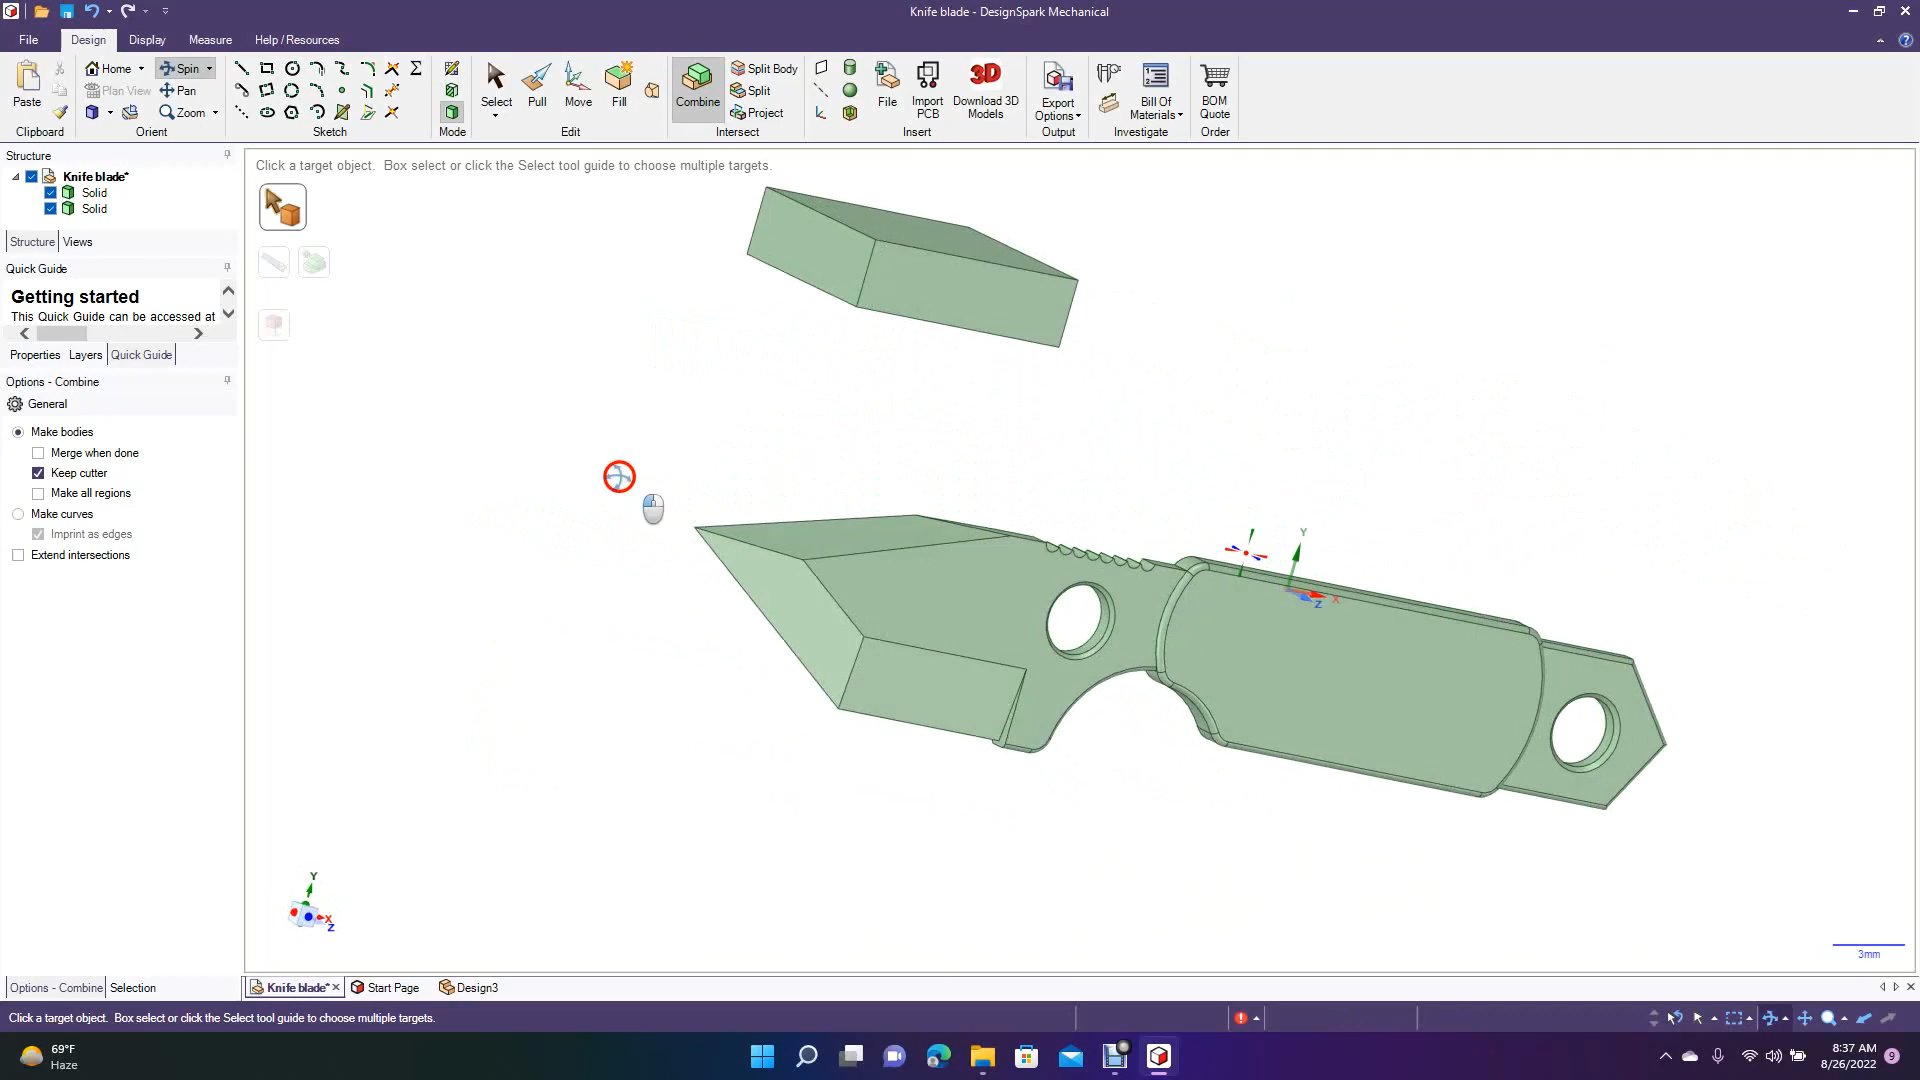 Knife blade - DesignSpark Mechanical
File Design Display Measure Help / Resources
Paste
Clipboard
Home Spin
Plan View Pan
Zoom
Orient
Sketch
Mode
Select Pull Move Fill
Edit
Combine
Split Body
Split
Project
Intersect
File
Import PCB
Download 3D Models
3D
Insert
Export Options
Output
Bill Of Materials
Investigate
BOM Quote
Order
Structure
Knife blade*
Solid
Solid
Structure Views
Quick Guide
Getting started
This Quick Guide can be accessed at
Properties Layers Quick Guide
Options - Combine
General
Make bodies
Merge when done
Keep cutter
Make all regions
Make curves
Imprint as edges
Extend intersections
Options - Combine Selection
Click a target object. Box select or click the Select tool guide to choose multiple targets.
Y
X
Z
Y
X
Z
3mm
Knife blade* Start Page Design3
Click a target object. Box select or click the Select tool guide to choose multiple targets.
69°F
Haze
8:37 AM
8/26/2022
9